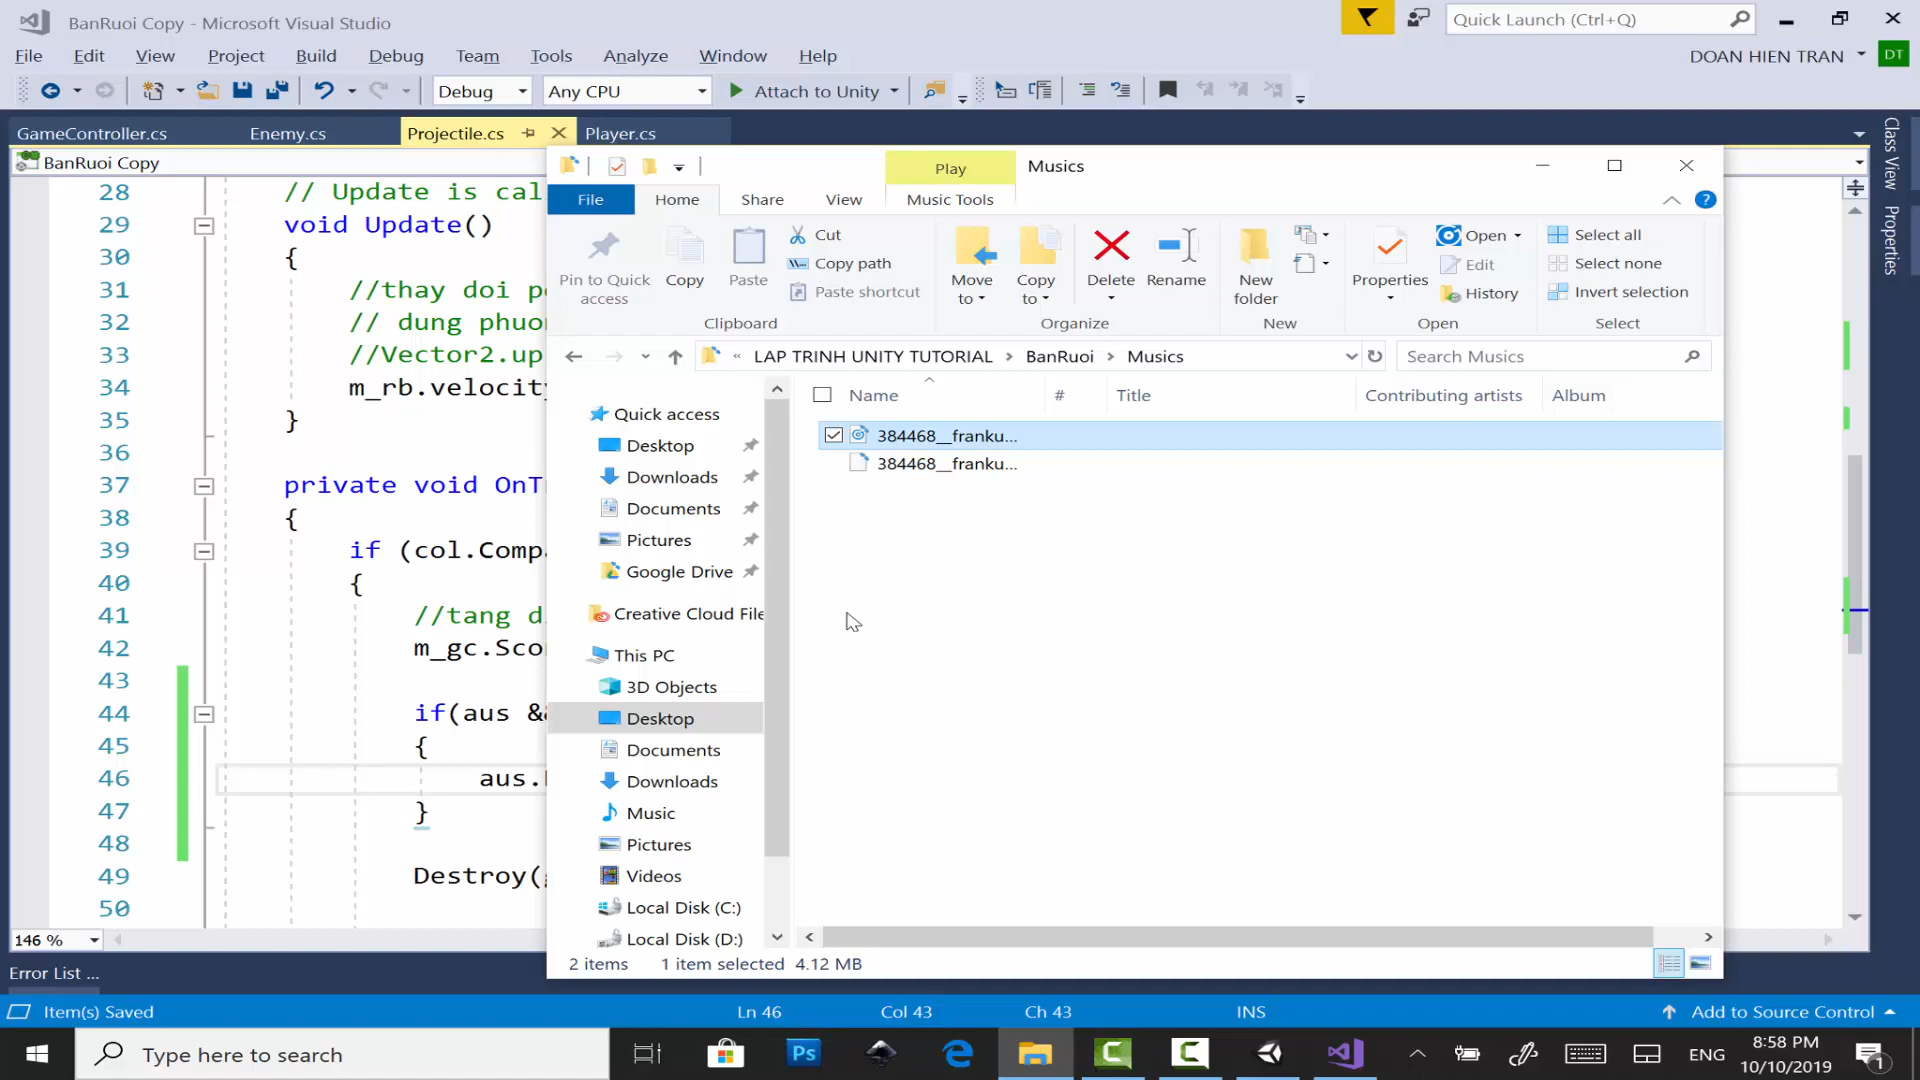 BanRuoi Copy - Microsoft Visual Studio
Quick Launch (Ctrl+Q)
File Edit View Project Build Debug Team Tools Analyze Window Help
DOAN HIEN TRAN DT
Debug Any CPU Attach to Unity
GameController.cs Enemy.cs Projectile.cs Player.cs
BanRuoi Copy
Class View
Properties
28 // Update is cal
29 void Update()
30 {
31 //thay doi p
32 // dung phuo
33 //Vector2.up
34 m_rb.velocity
35 }
36
37 private void OnT
38 {
39 if (col.Comp
40 {
41 //tang d
42 m_gc.Sco
43
44 if(aus &
45 {
46 aus.
47 }
48
49 Destroy(
50
146 %
Error List ...
Play Musics
File Home Share View Music Tools
Pin to Quick access
Copy
Paste
Cut
Copy path
Paste shortcut
Clipboard
Move to
Copy to
Delete
Rename
Organize
New folder
New
Properties
Open
Edit
History
Open
Select all
Select none
Invert selection
Select
« LAP TRINH UNITY TUTORIAL > BanRuoi > Musics
Search Musics
Name # Title Contributing artists Album
384468__franku...
384468__franku...
Quick access
Desktop
Downloads
Documents
Pictures
Google Drive
Creative Cloud File
This PC
3D Objects
Desktop
Documents
Downloads
Music
Pictures
Videos
Local Disk (C:)
Local Disk (D:)
2 items 1 item selected 4.12 MB
Item(s) Saved Ln 46 Col 43 Ch 43 INS Add to Source Control
Type here to search
Ps
ENG
8:58 PM
10/10/2019
1